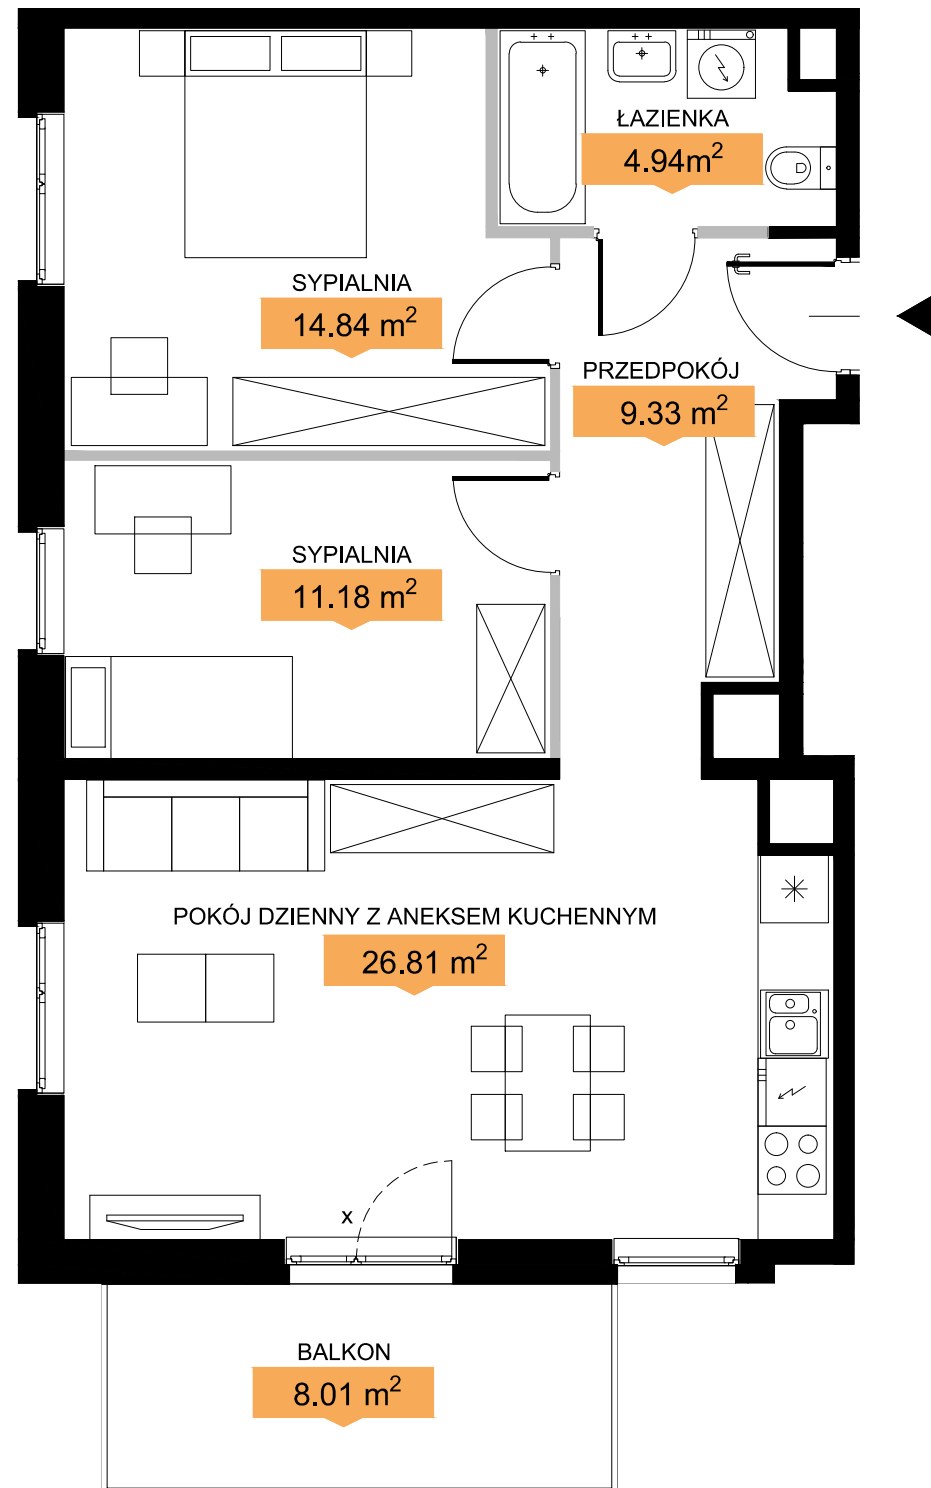 ŁAZIENKA
4.94m²
SYPIALNIA
14.84 m²
PRZEDPOKÓJ
9.33 m²
SYPIALNIA
11.18 m²
POKÓJ DZIENNY Z ANEKSEM KUCHENNYM
26.81 m²
x
BALKON
8.01 m²